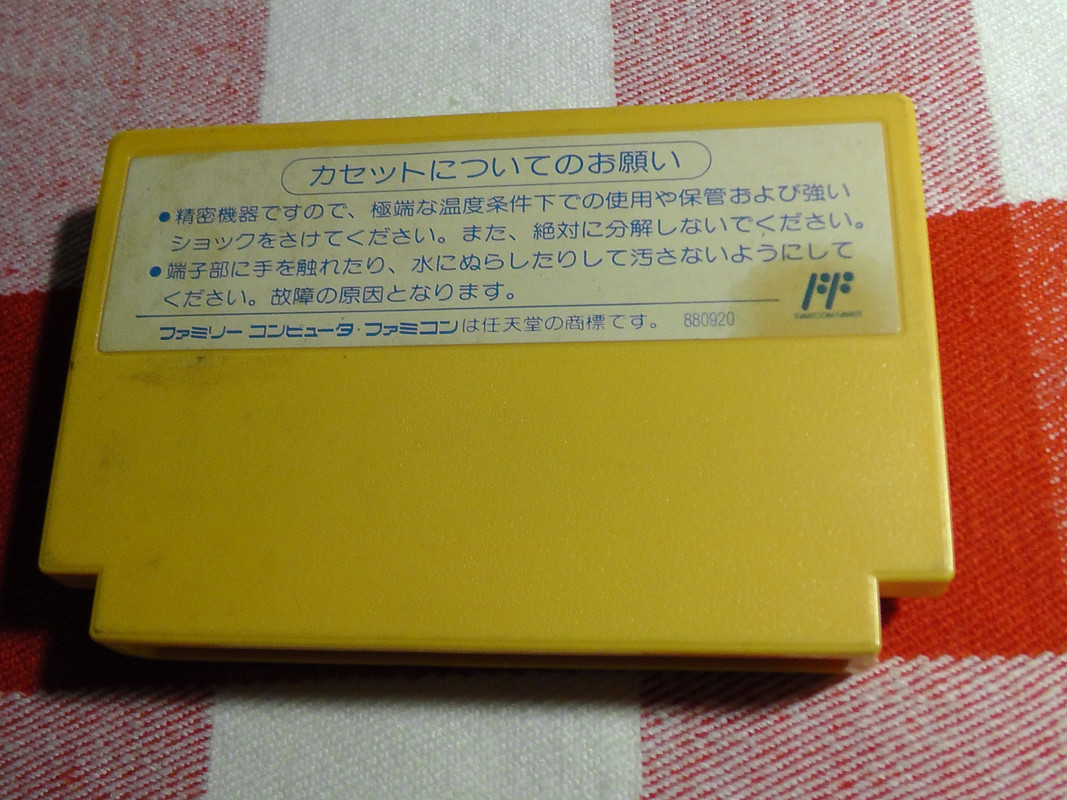 カセットについてのお願い
●精密機器ですので、極端な温度条件下での使用や保管および強い
ショックをさけてください。また、絶対に分解しないでください。
●端子部に手を触れたり、水にぬらしたりして汚さないようにして
ください。故障の原因となります。
FF
FAMICOM FAMILY
ファミリー コンピュータ・ファミコンは任天堂の商標です。 880920